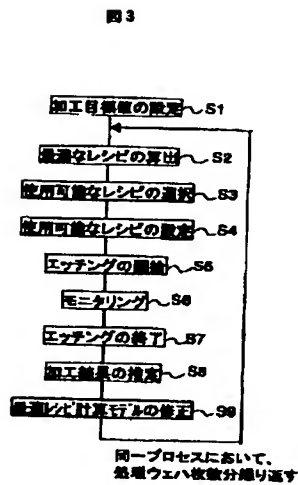 図3
加工目標値の設定 S1
最適なレシピの算出 S2
使用可能なレシピの選択 S3
使用可能なレシピの設定 S4
エッチングの開始 S5
モニタリング S6
エッチングの終了 S7
加工結果の推定 S8
最適レシピ計算モデルの修正 S9
同一プロセスにおいて、
処理ウェハ枚数分繰り返す